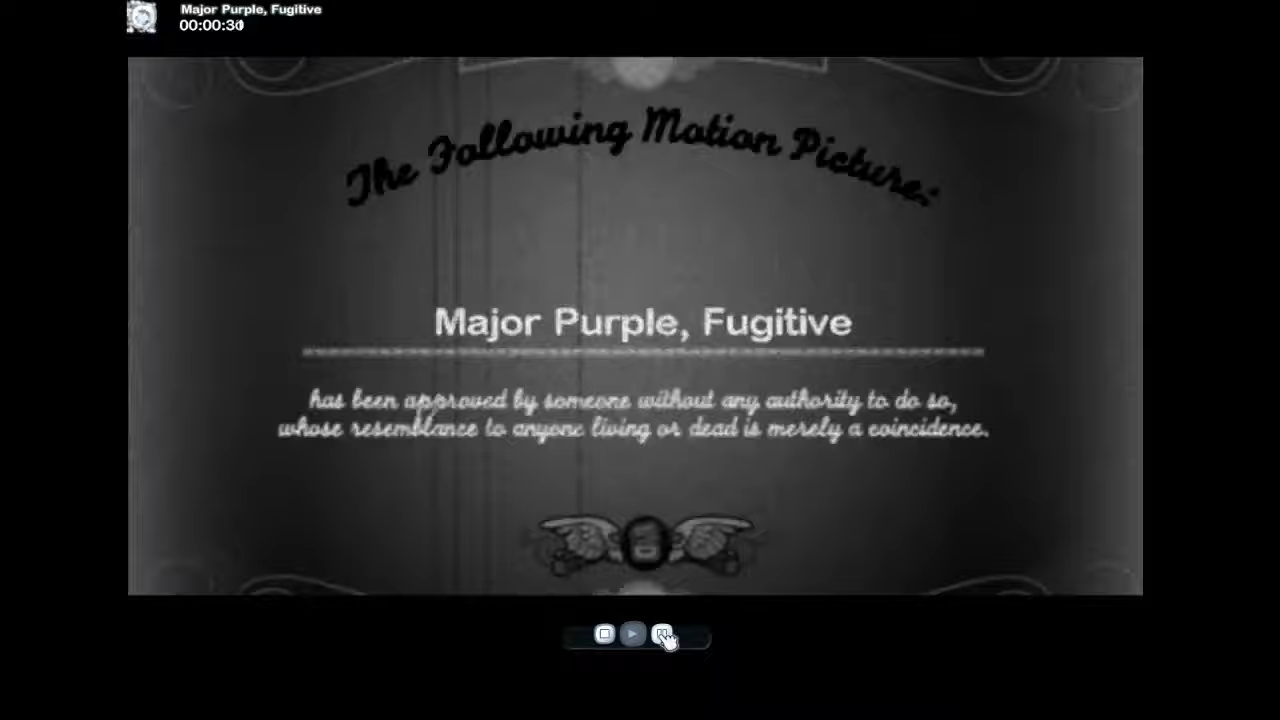 Major Purple, Fugitive
00:00:30
The Following Motion Picture:
Major Purple, Fugitive
has been approved by someone without any authority to do so,
whose resemblance to anyone living or dead is merely a coincidence.